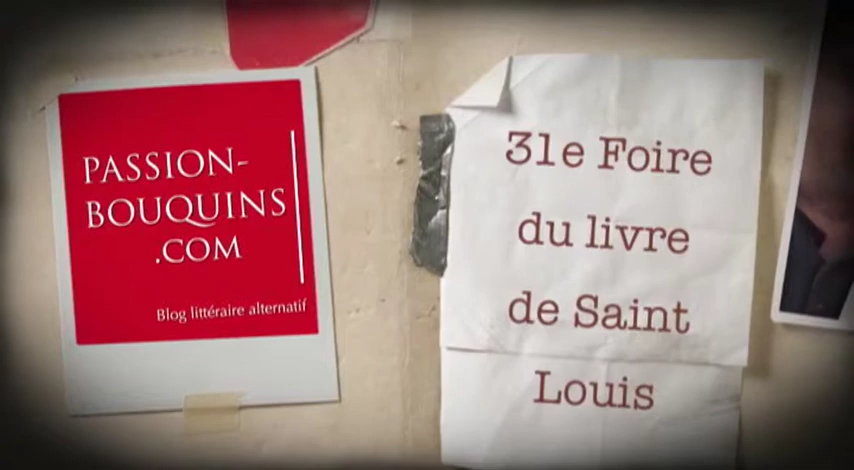 PASSION-
BOUQUINS
.COM
Blog littéraire alternatif
31e Foire
du livre
de Saint
Louis